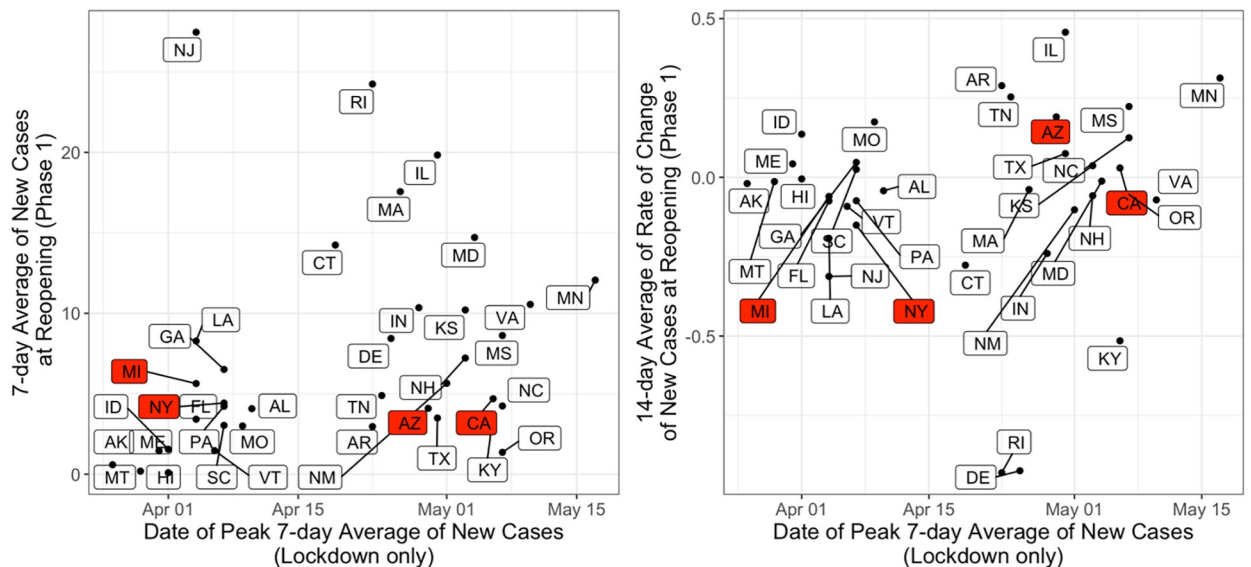 7-day Average of New Cases
at Reopening (Phase 1)
20
10
0
NJ
RI
IL
MA
MD
CT
MN
LA
IN
VA
GA
KS
DE
MS
MI
NH
NC
ID
NY
FL
AL
TN
AZ
CA
AK
ME
PA
MO
AR
TX
OR
KY
MT
HI
SC
VT
NM
Apr 01
Apr 15
May 01
May 15
Date of Peak 7-day Average of New Cases
(Lockdown only)
14-day Average of Rate of Change
of New Cases at Reopening (Phase 1)
0.5
0.0
-0.5
IL
AR
MN
TN
ID
MS
AZ
MO
ME
TX
NC
AL
VA
AK
HI
KS
CA
OR
VT
GA
SC
MA
NH
PA
MT
FL
NJ
MD
CT
MI
LA
NY
IN
NM
KY
RI
DE
Apr 01
Apr 15
May 01
May 15
Date of Peak 7-day Average of New Cases
(Lockdown only)